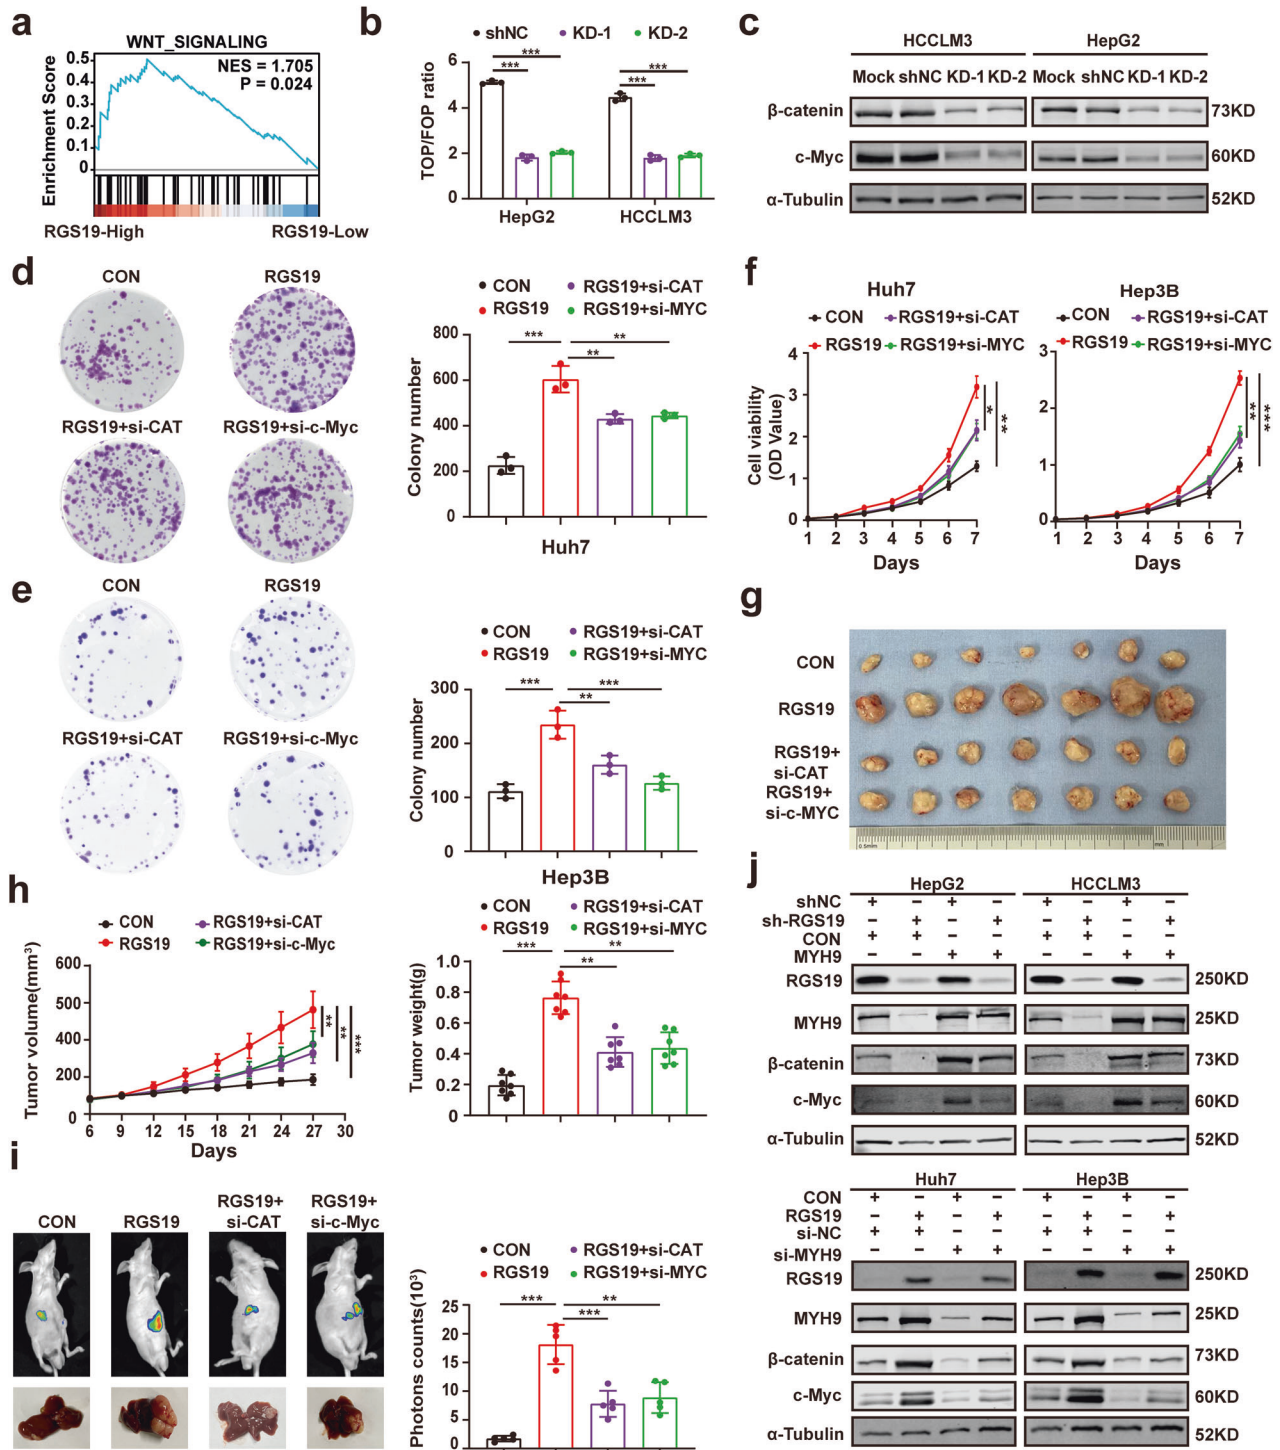 a
WNT_SIGNALING
NES = 1.705
P = 0.024
Enrichment Score
0.5
0.4
0.3
0.2
0.1
0
RGS19-High
RGS19-Low
b
shNC
KD-1
KD-2
TOP/FOP ratio
6
4
2
0
***
***
***
***
HepG2
HCCLM3
c
HCCLM3
HepG2
Mock shNC KD-1 KD-2
Mock shNC KD-1 KD-2
β-catenin
73KD
c-Myc
60KD
α-Tubulin
52KD
d
CON
RGS19
RGS19+si-CAT
RGS19+si-c-Myc
CON
RGS19+si-CAT
RGS19
RGS19+si-MYC
Colony number
800
600
400
200
0
***
**
**
Huh7
e
CON
RGS19
RGS19+si-CAT
RGS19+si-c-Myc
CON
RGS19+si-CAT
RGS19
RGS19+si-MYC
Colony number
300
200
100
0
***
***
**
Hep3B
f
Huh7
CON
RGS19+si-CAT
RGS19
RGS19+si-MYC
Cell viability
(OD Value)
4
3
2
1
0
1 2 3 4 5 6 7
Days
*
**
Hep3B
CON
RGS19+si-CAT
RGS19
RGS19+si-MYC
3
2
1
0
1 2 3 4 5 6 7
Days
**
***
g
CON
RGS19
RGS19+
si-CAT
RGS19+
si-c-MYC
0.5mm
mm
h
CON
RGS19+si-CAT
RGS19
RGS19+si-c-Myc
Tumor volume(mm3)
600
500
400
200
0
6 9 12 15 18 21 24 27 30
Days
**
**
***
CON
RGS19+si-CAT
RGS19
RGS19+si-MYC
Tumor weight(g)
1.0
0.8
0.6
0.4
0.2
0
***
**
**
i
CON
RGS19
RGS19+
si-CAT
RGS19+
si-c-Myc
CON
RGS19+si-CAT
RGS19
RGS19+si-MYC
Photons counts(103)
25
20
15
10
5
0
***
**
***
j
HepG2
HCCLM3
shNC + − + − + − + −
sh-RGS19 − + − + − + − +
CON + + − − + + − −
MYH9 − − + + − − + +
RGS19
250KD
MYH9
25KD
β-catenin
73KD
c-Myc
60KD
α-Tubulin
52KD
Huh7
Hep3B
CON + − + − + − + −
RGS19 − + − + − + − +
si-NC + + − − + + − −
si-MYH9 − − + + − − + +
RGS19
250KD
MYH9
25KD
β-catenin
73KD
c-Myc
60KD
α-Tubulin
52KD